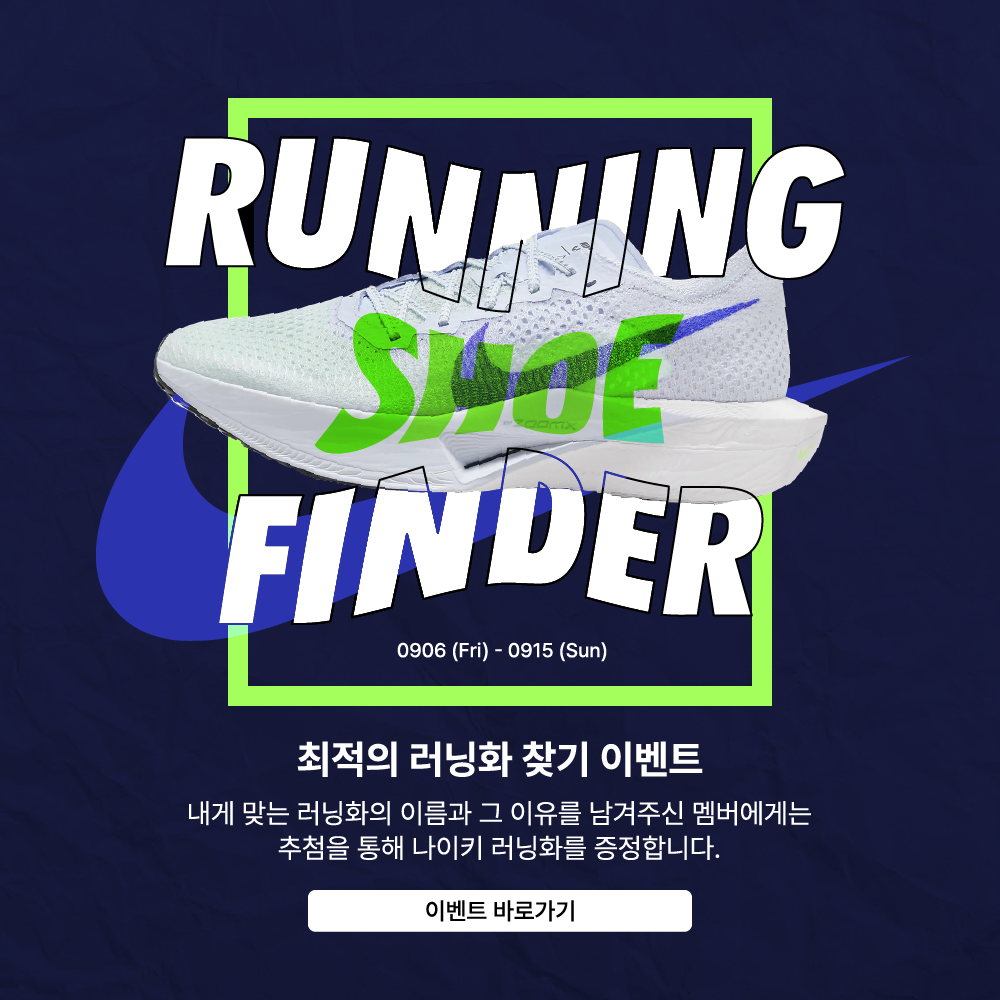 RUNNING
SHOE
ZOOMX
FINDER
0906 (Fri) - 0915 (Sun)
최적의 러닝화 찾기 이벤트
내게 맞는 러닝화의 이름과 그 이유를 남겨주신 멤버에게는
추첨을 통해 나이키 러닝화를 증정합니다.
이벤트 바로가기